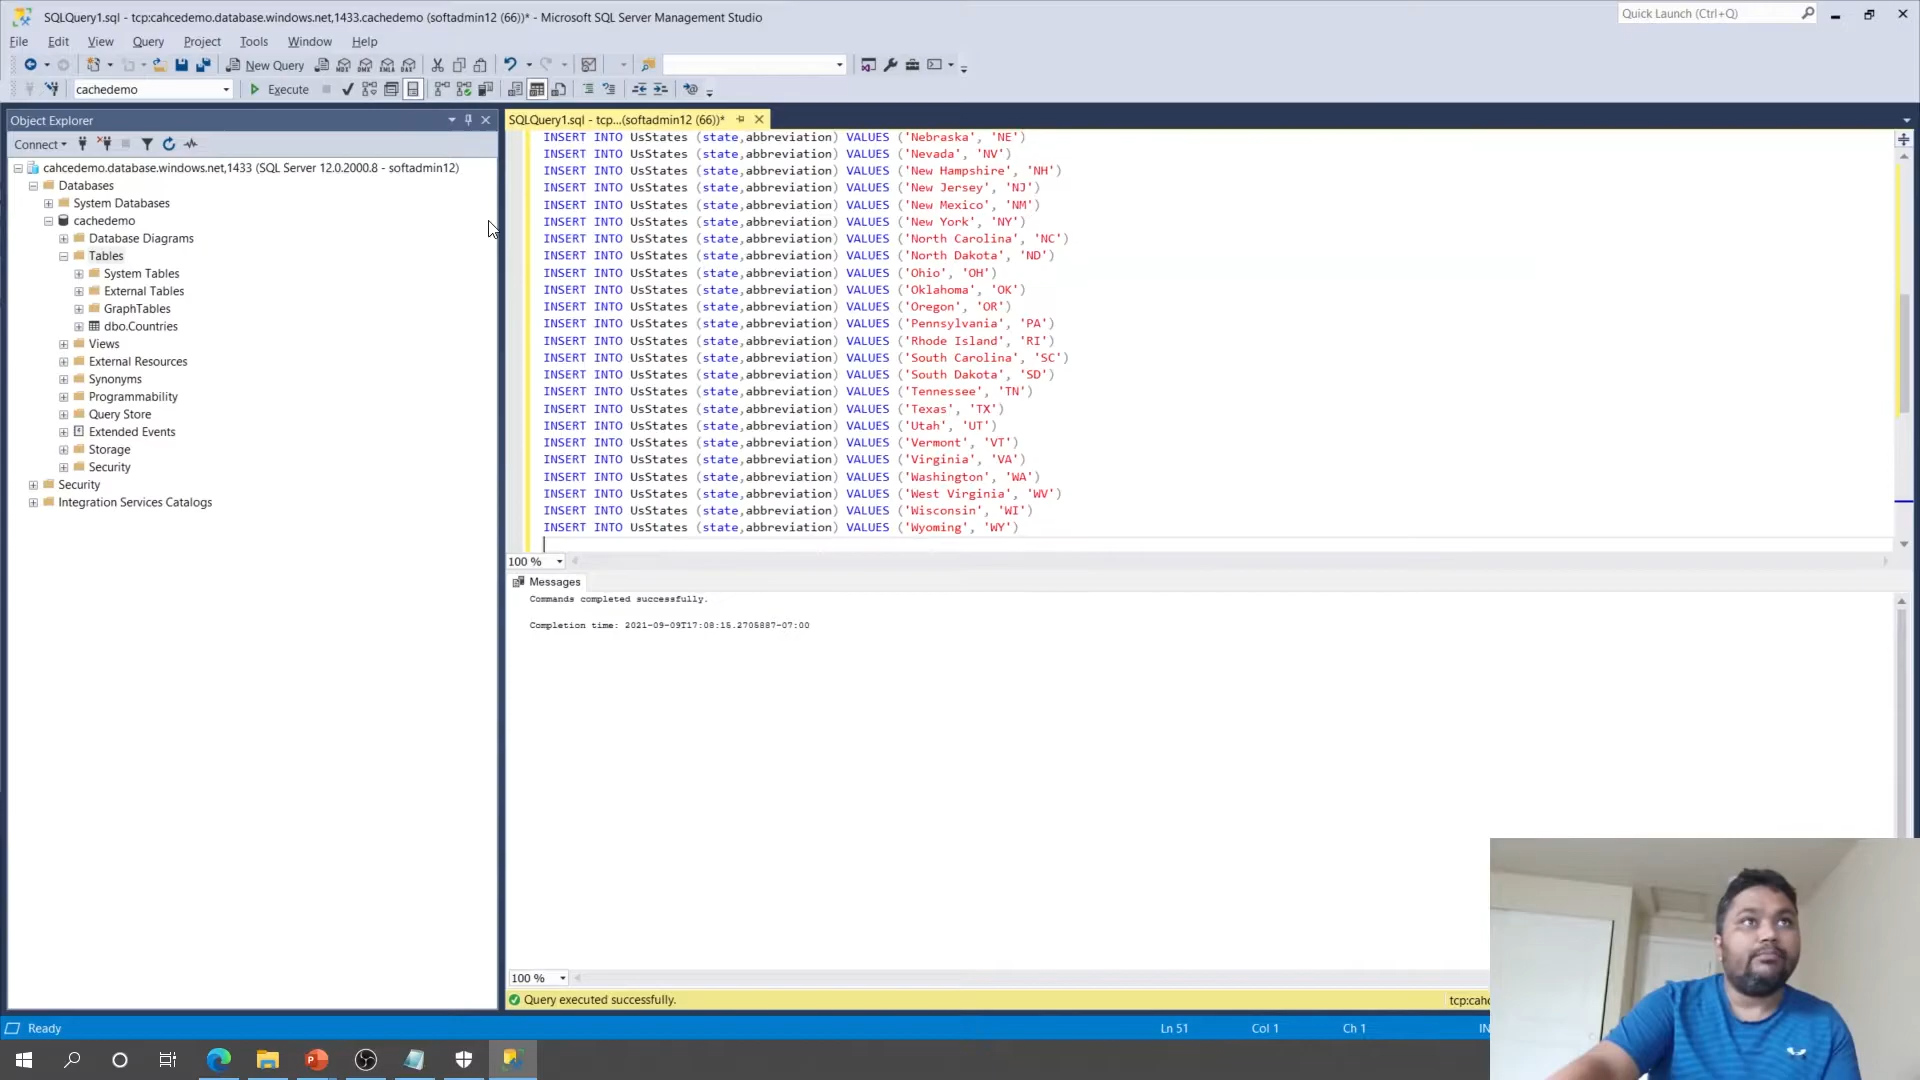 SQLQuery1.sql - tcp:cahcedemo.database.windows.net,1433.cachedemo (softadmin12 (66))* - Microsoft SQL Server Management Studio
Quick Launch (Ctrl+Q)
File Edit View Query Project Tools Window Help
New Query
cachedemo Execute
Object Explorer
Connect
cahcedemo.database.windows.net,1433 (SQL Server 12.0.2000.8 - softadmin12)
Databases
System Databases
cachedemo
Database Diagrams
Tables
System Tables
External Tables
GraphTables
dbo.Countries
Views
External Resources
Synonyms
Programmability
Query Store
Extended Events
Storage
Security
Security
Integration Services Catalogs
SQLQuery1.sql - tcp...(softadmin12 (66))*
INSERT INTO UsStates (state,abbreviation) VALUES ('Nebraska', 'NE')
INSERT INTO UsStates (state,abbreviation) VALUES ('Nevada', 'NV')
INSERT INTO UsStates (state,abbreviation) VALUES ('New Hampshire', 'NH')
INSERT INTO UsStates (state,abbreviation) VALUES ('New Jersey', 'NJ')
INSERT INTO UsStates (state,abbreviation) VALUES ('New Mexico', 'NM')
INSERT INTO UsStates (state,abbreviation) VALUES ('New York', 'NY')
INSERT INTO UsStates (state,abbreviation) VALUES ('North Carolina', 'NC')
INSERT INTO UsStates (state,abbreviation) VALUES ('North Dakota', 'ND')
INSERT INTO UsStates (state,abbreviation) VALUES ('Ohio', 'OH')
INSERT INTO UsStates (state,abbreviation) VALUES ('Oklahoma', 'OK')
INSERT INTO UsStates (state,abbreviation) VALUES ('Oregon', 'OR')
INSERT INTO UsStates (state,abbreviation) VALUES ('Pennsylvania', 'PA')
INSERT INTO UsStates (state,abbreviation) VALUES ('Rhode Island', 'RI')
INSERT INTO UsStates (state,abbreviation) VALUES ('South Carolina', 'SC')
INSERT INTO UsStates (state,abbreviation) VALUES ('South Dakota', 'SD')
INSERT INTO UsStates (state,abbreviation) VALUES ('Tennessee', 'TN')
INSERT INTO UsStates (state,abbreviation) VALUES ('Texas', 'TX')
INSERT INTO UsStates (state,abbreviation) VALUES ('Utah', 'UT')
INSERT INTO UsStates (state,abbreviation) VALUES ('Vermont', 'VT')
INSERT INTO UsStates (state,abbreviation) VALUES ('Virginia', 'VA')
INSERT INTO UsStates (state,abbreviation) VALUES ('Washington', 'WA')
INSERT INTO UsStates (state,abbreviation) VALUES ('West Virginia', 'WV')
INSERT INTO UsStates (state,abbreviation) VALUES ('Wisconsin', 'WI')
INSERT INTO UsStates (state,abbreviation) VALUES ('Wyoming', 'WY')
100 %
Messages
Commands completed successfully.
Completion time: 2021-09-09T17:08:15.2705887-07:00
100 %
Query executed successfully. tcp:cahc
Ready Ln 51 Col 1 Ch 1 IN